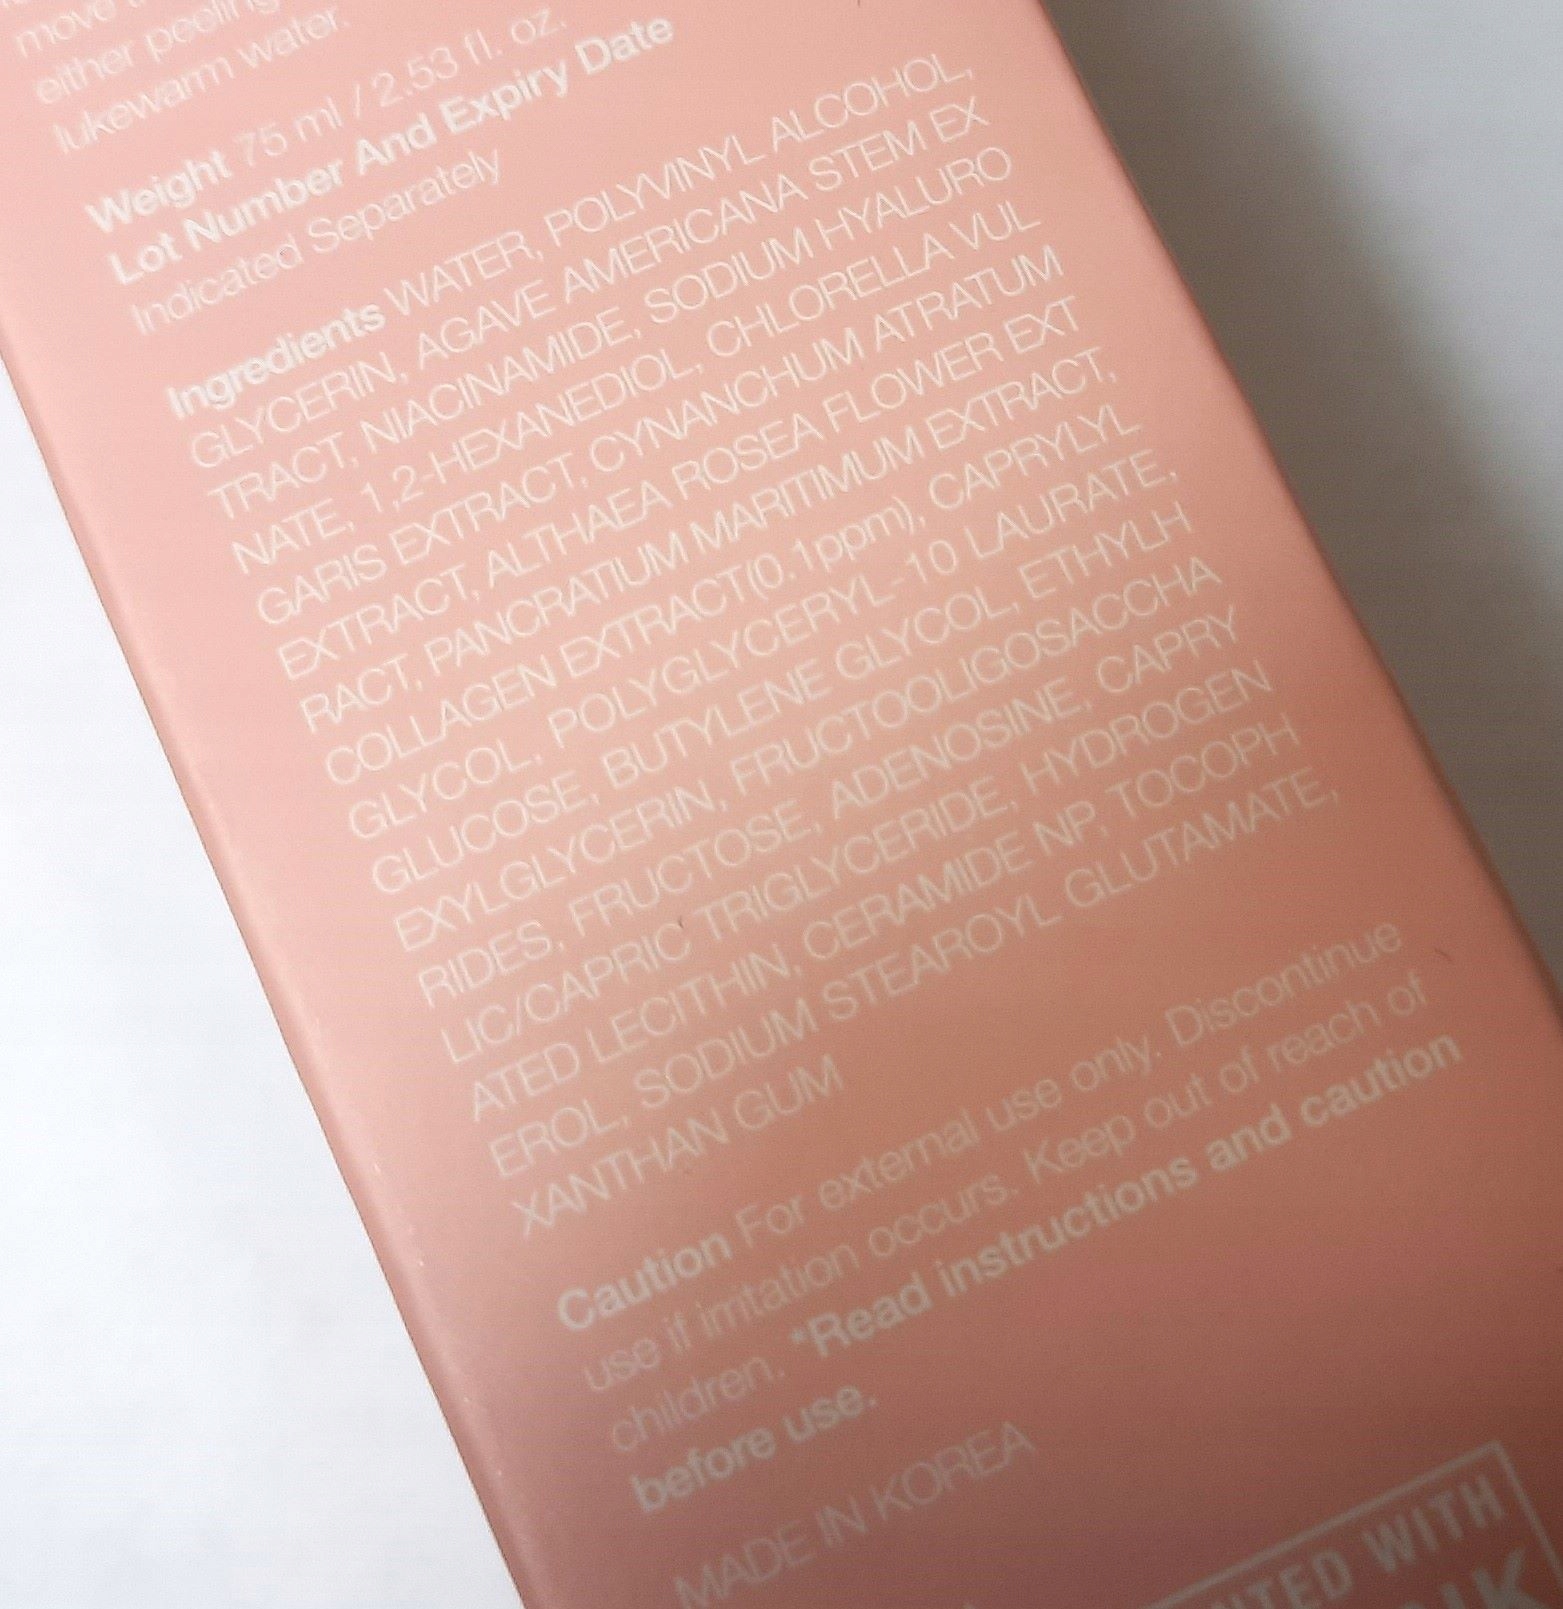 move
either peeling
lukewarm water.
Weight 75 ml / 2.53 fl. oz.
Lot Number And Expiry Date
Indicated Separately
Ingredients WATER, POLYVINYL ALCOHOL,
GLYCERIN, AGAVE AMERICANA STEM EX
TRACT, NIACINAMIDE, SODIUM HYALURO
NATE, 1,2-HEXANEDIOL, CHLORELLA VUL
GARIS EXTRACT, CYNANCHUM ATRATUM
EXTRACT, ALTHAEA ROSEA FLOWER EXT
RACT, PANCRATIUM MARITIMUM EXTRACT,
COLLAGEN EXTRACT(0.1ppm), CAPRYLYL
GLYCOL, POLYGLYCERYL-10 LAURATE,
GLUCOSE, BUTYLENE GLYCOL, ETHYLH
EXYLGLYCERIN, FRUCTOOLIGOSACCHA
RIDES, FRUCTOSE, ADENOSINE, CAPRY
LIC/CAPRIC TRIGLYCERIDE, HYDROGEN
ATED LECITHIN, CERAMIDE NP, TOCOPH
EROL, SODIUM STEAROYL GLUTAMATE,
XANTHAN GUM
Caution For external use only. Discontinue
use if irritation occurs. Keep out of reach of
children. *Read instructions and caution
before use.
MADE IN KOREA
WITH